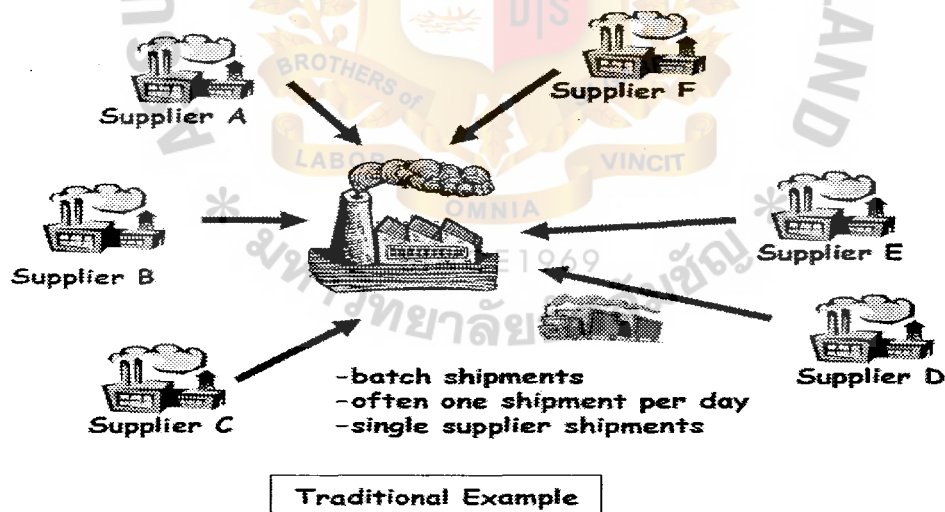 DS
BROTHERS of
Supplier F
Supplier A
LABOR
VINCIT
OMNIA
Supplier B
Supplier E
1969
-batch shipments
-often one shipment per day
-single supplier shipments
Supplier C
Supplier D
Traditional Example